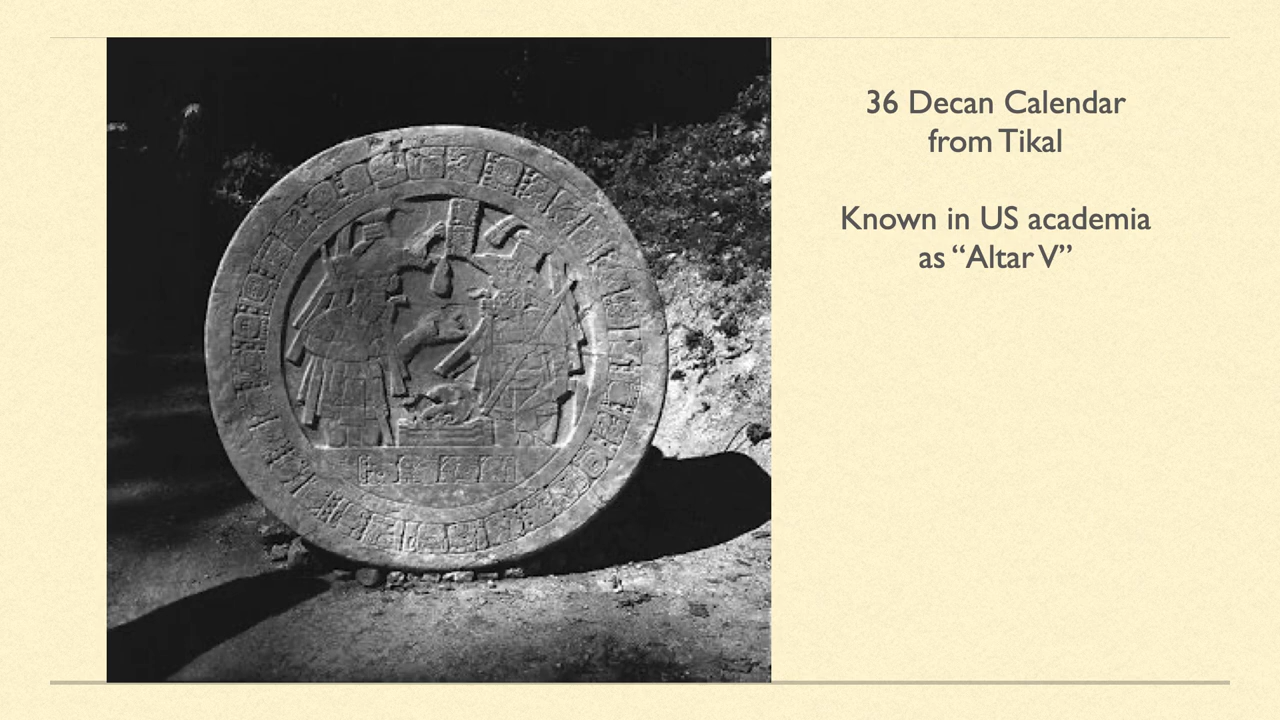 36 Decan Calendar
from Tikal
Known in US academia
as “Altar V”